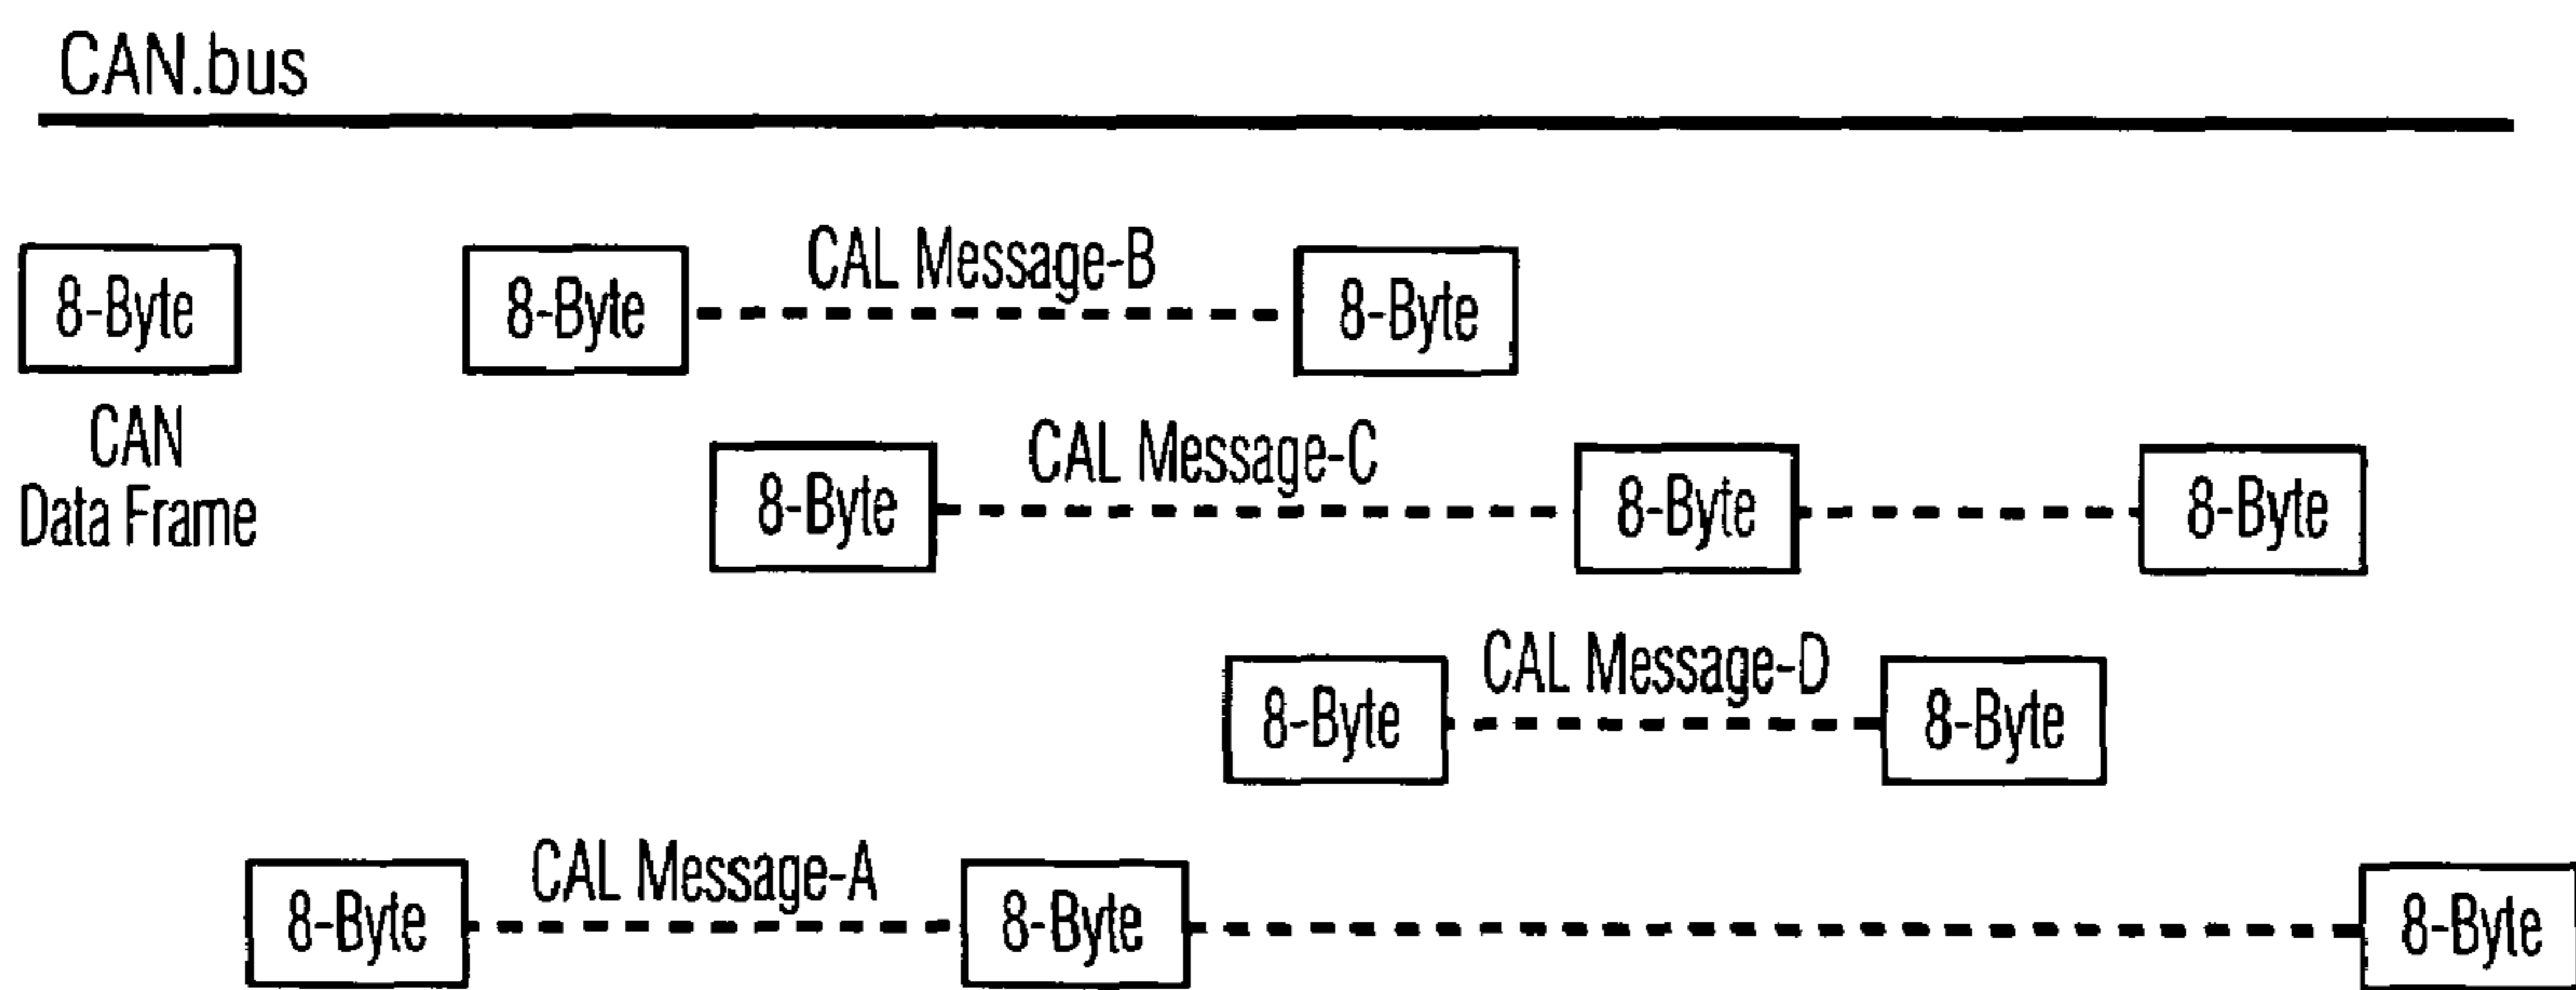 CAN.bus
8-Byte
CAN
Data Frame
8-Byte
CAL Message-B
8-Byte
8-Byte
CAL Message-C
8-Byte
8-Byte
8-Byte
CAL Message-D
8-Byte
8-Byte
CAL Message-A
8-Byte
8-Byte